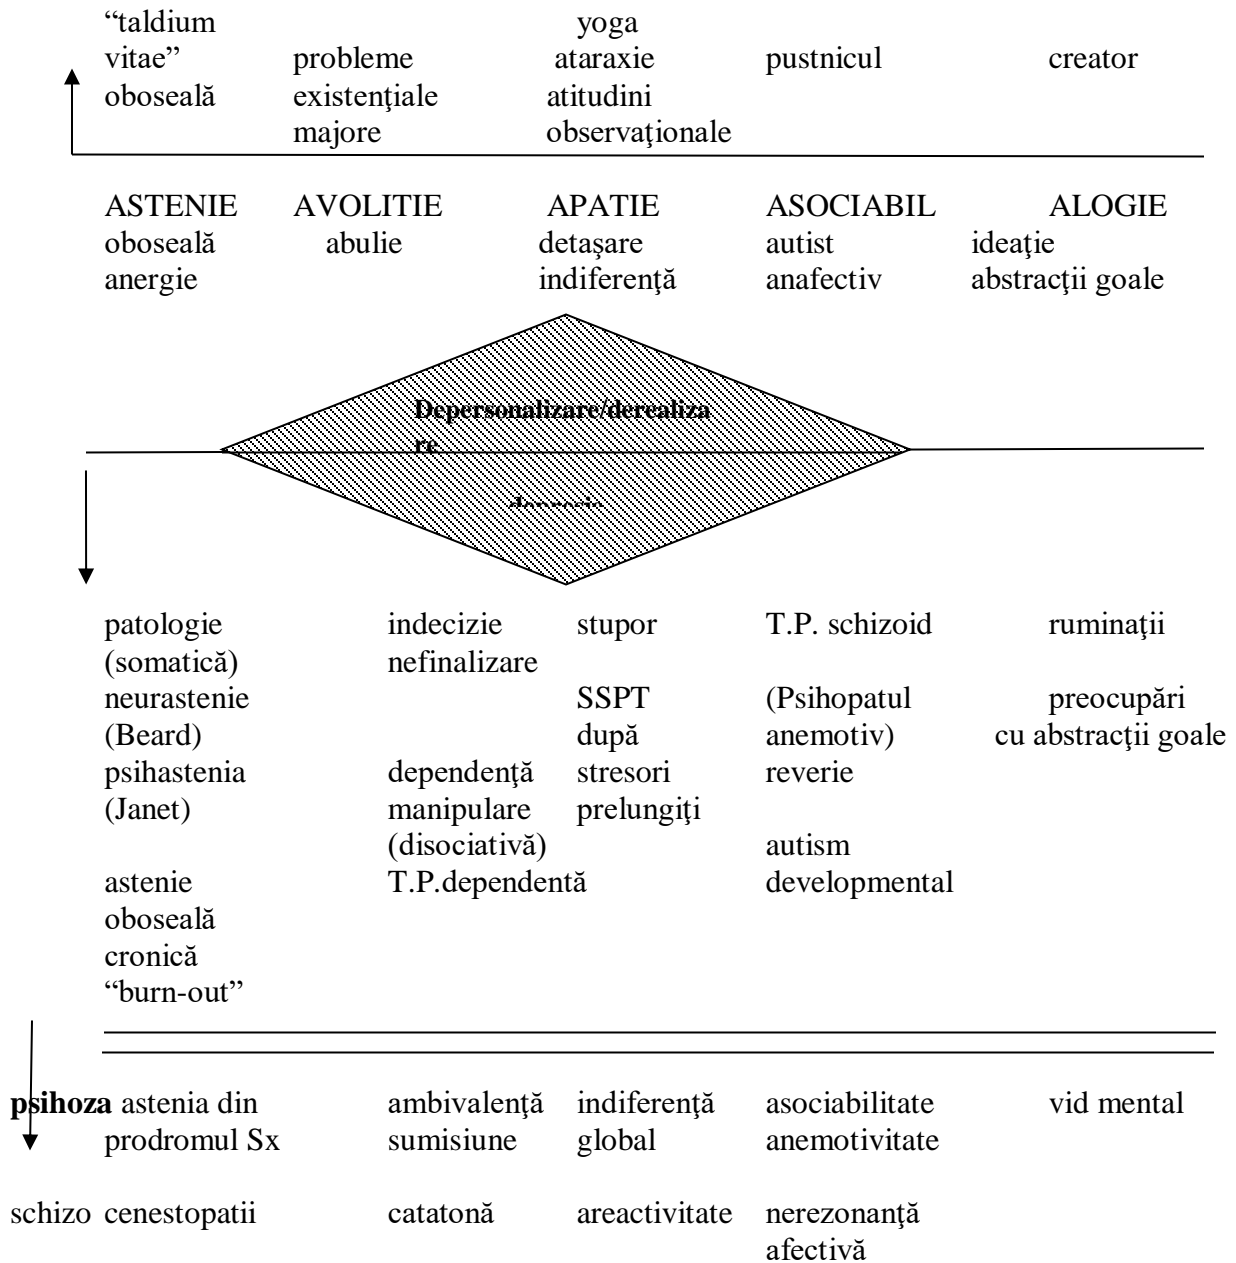 “taldium yoga
vitae” probleme ataraxie pustnicul creator
oboseală existenţiale atitudini
majore observaţionale
ASTENIE AVOLITIE APATIE ASOCIABIL ALOGIE
oboseală abulie detaşare autist ideaţie
anergie indiferenţă anafectiv abstracţii goale
Depersonalizare/derealiza
re
patologie indecizie stupor T.P. schizoid ruminaţii
(somatică) nefinalizare
neurastenie SSPT (Psihopatul preocupări
(Beard) după anemotiv) cu abstracţii goale
psihastenia dependenţă stresori reverie
(Janet) manipulare prelungiţi
(disociativă) autism
astenie T.P.dependentă developmental
oboseală
cronică
“burn-out”
psihoza astenia din ambivalenţă indiferenţă asociabilitate vid mental
prodromul Sx sumisiune global anemotivitate
schizo cenestopatii catatonă areactivitate nerezonanţă
afectivă